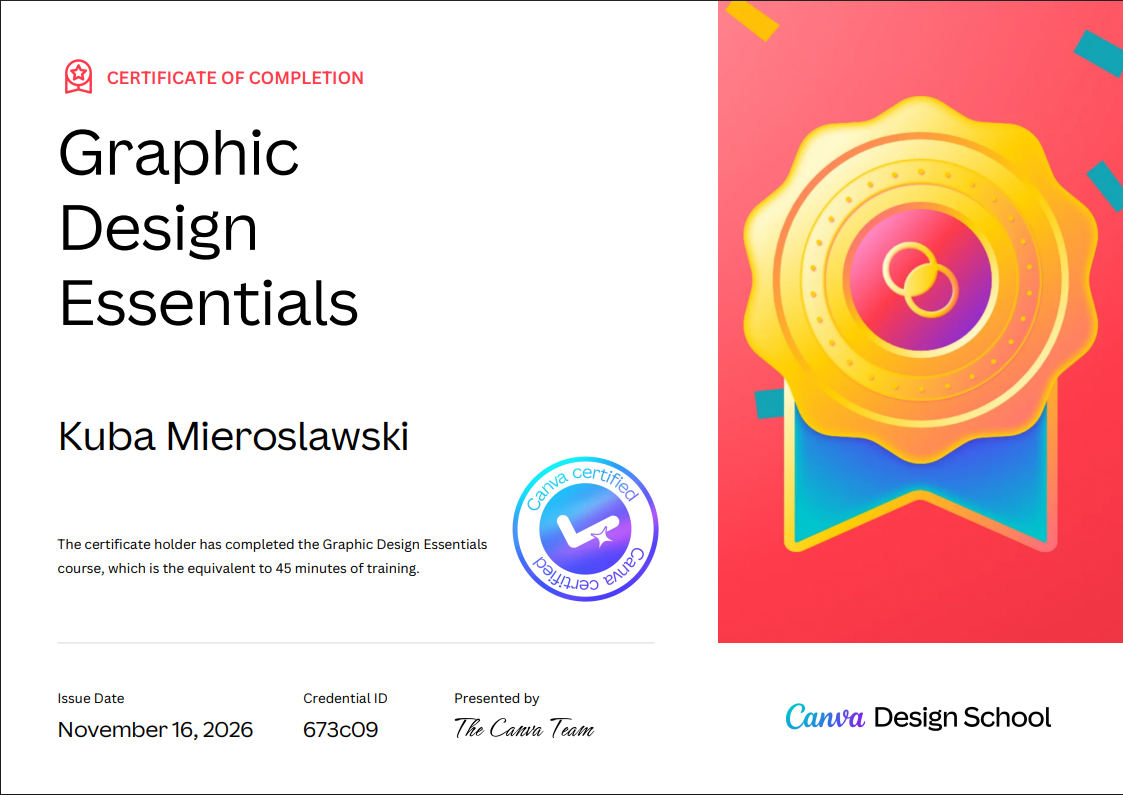 CERTIFICATE OF COMPLETION
Graphic
Design
Essentials
Kuba Mieroslawski
Canva certified
Canva certified
The certificate holder has completed the Graphic Design Essentials
course, which is the equivalent to 45 minutes of training.
Issue Date
November 16, 2026
Credential ID
673c09
Presented by
The Canva Team
Canva Design School